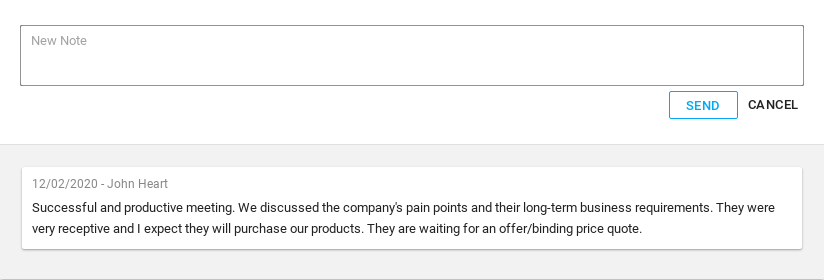 New Note
SEND CANCEL
12/02/2020 - John Heart
Successful and productive meeting. We discussed the company's pain points and their long-term business requirements. They were
very receptive and I expect they will purchase our products. They are waiting for an offer/binding price quote.